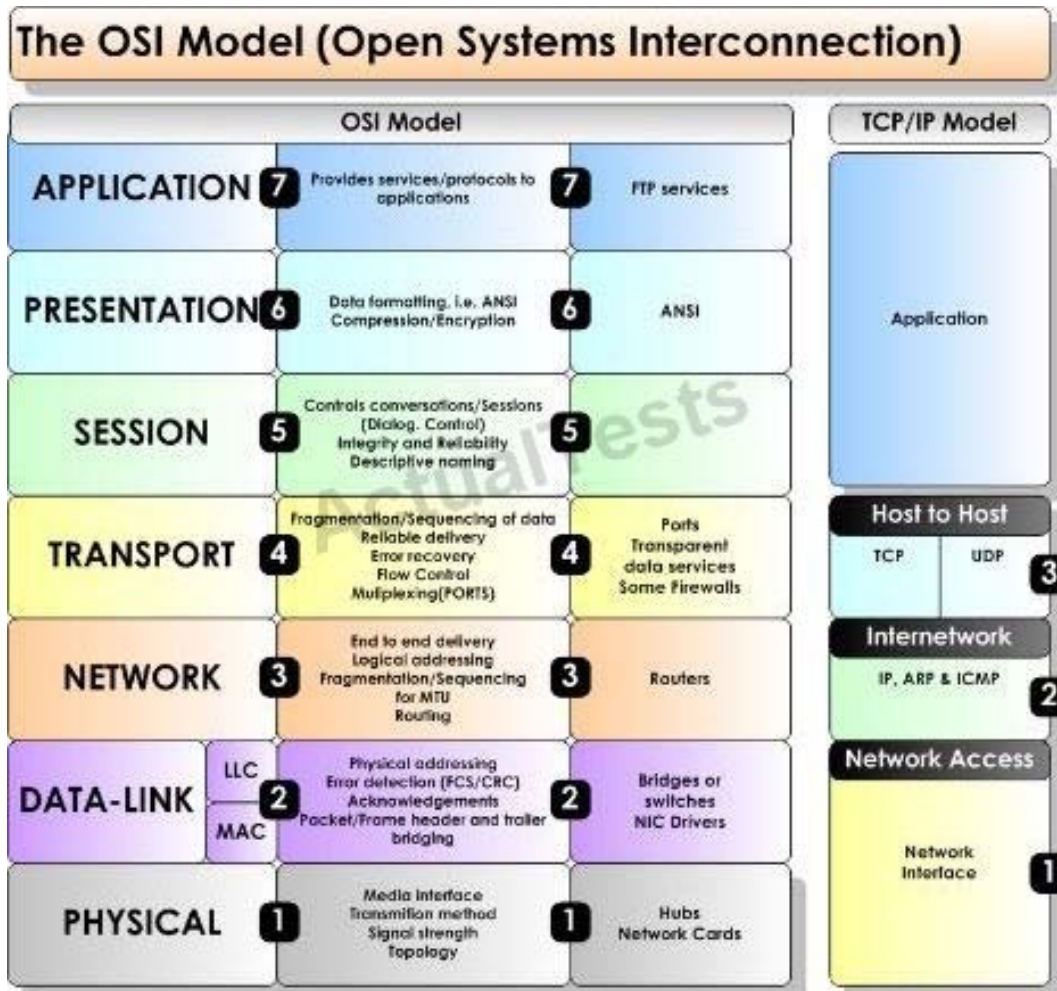 The OSI Model (Open Systems Interconnection)
OSI Model
TCP/IP Model
APPLICATION 7
Provides services/protocols to
applications
7
FTP services
PRESENTATION 6
Data formatting, i.e. ANSI
Compression/Encryption
6
ANSI
SESSION 5
Controls conversations/Sessions
(Dialog. Control)
Integrity and Reliability
Descriptive naming
5
TRANSPORT 4
Fragmentation/Sequencing of data
Reliable delivery
Error recovery
Flow Control
Muliplexing(PORTS)
4
Ports
Transparent
data services
Some Firewalls
NETWORK 3
End to end delivery
Logical addressing
Fragmentation/Sequencing
for MTU
Routing
3
Routers
DATA-LINK
LLC
MAC
2
Physical addressing
Error detection (FCS/CRC)
Acknowledgements
Packet/Frame header and trailer
bridging
2
Bridges or
switches
NIC Drivers
PHYSICAL 1
Media Interface
Transmition method
Signal strength
Topology
1
Hubs
Network Cards
Application
Host to Host
TCP
UDP
3
Internetwork
IP, ARP & ICMP
2
Network Access
Network
Interface
1
ActualTests